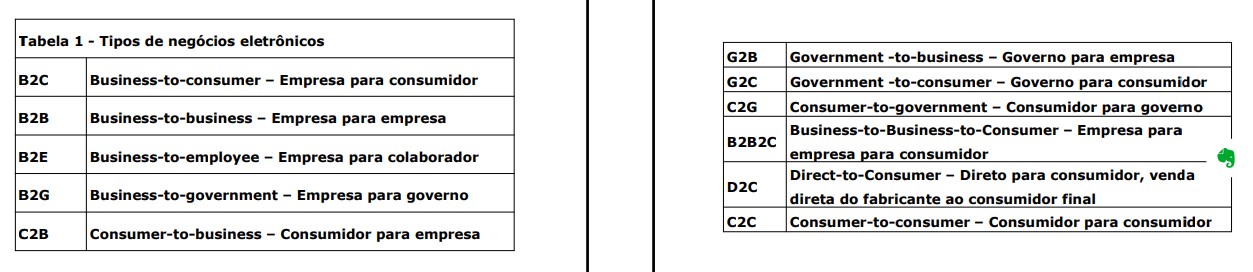 Tabela 1 - Tipos de negócios eletrônicos
B2C Business-to-consumer – Empresa para consumidor
B2B Business-to-business – Empresa para empresa
B2E Business-to-employee – Empresa para colaborador
B2G Business-to-government – Empresa para governo
C2B Consumer-to-business – Consumidor para empresa
G2B Government -to-business – Governo para empresa
G2C Government -to-consumer – Governo para consumidor
C2G Consumer-to-government – Consumidor para governo
B2B2C Business-to-Business-to-Consumer – Empresa para
empresa para consumidor
D2C Direct-to-Consumer – Direto para consumidor, venda
direta do fabricante ao consumidor final
C2C Consumer-to-consumer – Consumidor para consumidor